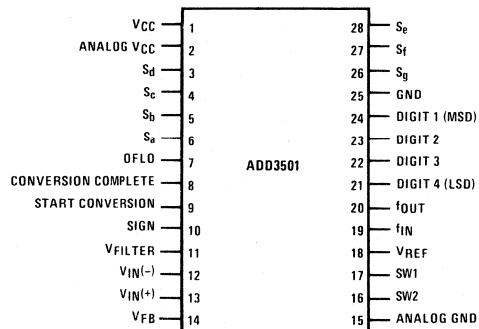 VCC 1 28 Se
ANALOG VCC 2 27 Sf
Sd 3 26 Sg
Sc 4 25 GND
Sb 5 24 DIGIT 1 (MSD)
Sa 6 23 DIGIT 2
OFLO 7 ADD3501 22 DIGIT 3
CONVERSION COMPLETE 8 21 DIGIT 4 (LSD)
START CONVERSION 9 20 fOUT
SIGN 10 19 fIN
VFILTER 11 18 VREF
VIN(−) 12 17 SW1
VIN(+) 13 16 SW2
VFB 14 15 ANALOG GND